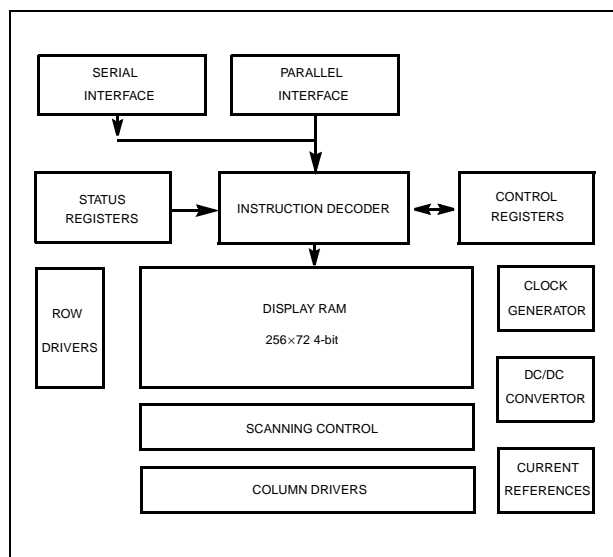 SERIAL
INTERFACE
PARALLEL
INTERFACE
STATUS
REGISTERS
INSTRUCTION DECODER
CONTROL
REGISTERS
ROW
DRIVERS
DISPLAY RAM
256×72 4-bit
CLOCK
GENERATOR
DC/DC
CONVERTOR
SCANNING CONTROL
COLUMN DRIVERS
CURRENT
REFERENCES